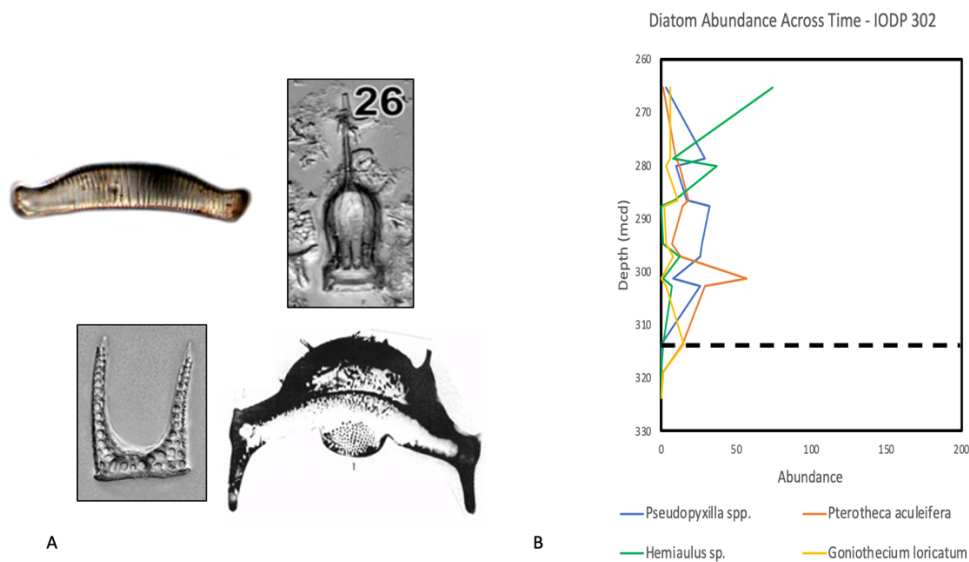 26
1
A
Diatom Abundance Across Time - IODP 302
260
270
280
290
300
310
320
330
Depth (mcd)
0
50
100
150
200
Abundance
Pseudopyxilla spp.
Pterotheca aculeifera
Hemiaulus sp.
Goniothecium loricatum
B